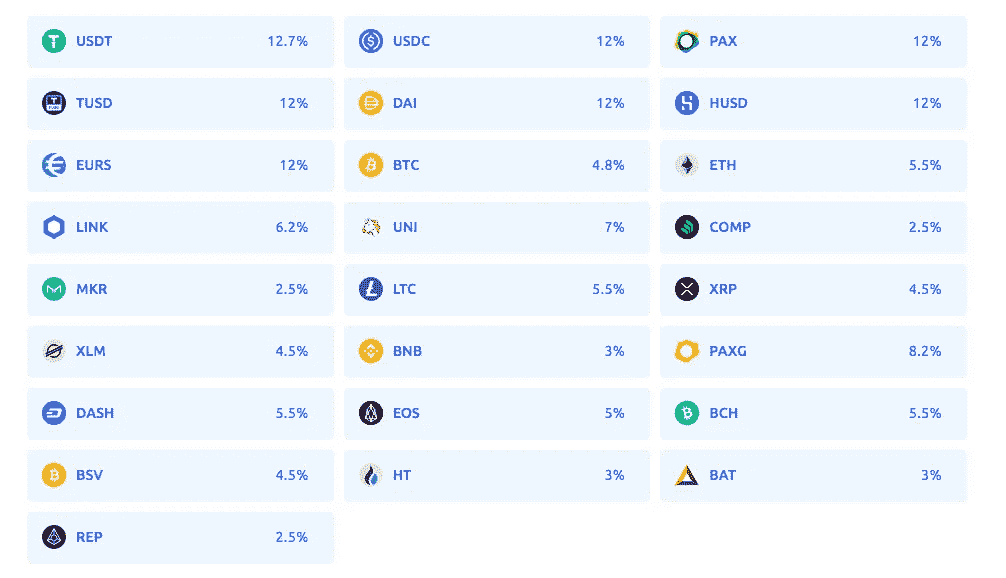 USDT 12.7% USDC 12% PAX 12%
TUSD 12% DAI 12% HUSD 12%
EURS 12% BTC 4.8% ETH 5.5%
LINK 6.2% UNI 7% COMP 2.5%
MKR 2.5% LTC 5.5% XRP 4.5%
XLM 4.5% BNB 3% PAXG 8.2%
DASH 5.5% EOS 5% BCH 5.5%
BSV 4.5% HT 3% BAT 3%
REP 2.5%